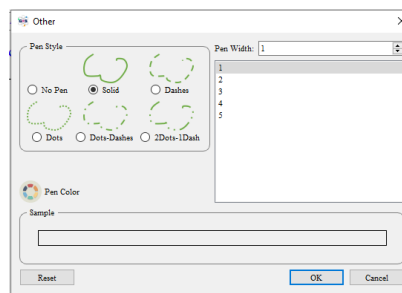 Other
Pen Style
Pen Width: 1
No Pen Solid Dashes
1
2
3
4
5
Dots Dots-Dashes 2Dots-1Dash
Pen Color
Sample
Reset OK Cancel